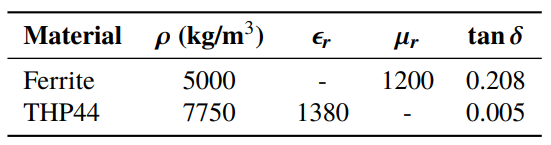 Material ρ (kg/m³) ϵᵣ μᵣ tan δ
Ferrite 5000 - 1200 0.208
THP44 7750 1380 - 0.005